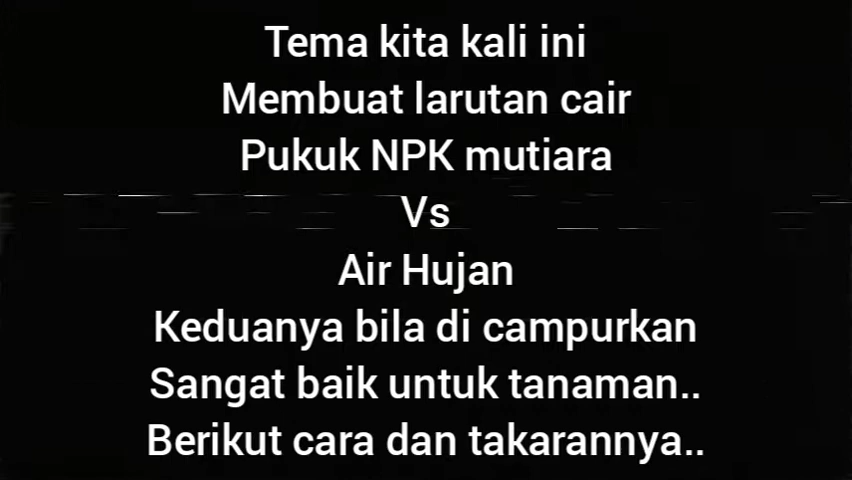 Tema kita kali ini
Membuat larutan cair
Pukuk NPK mutiara
Vs
Air Hujan
Keduanya bila di campurkan
Sangat baik untuk tanaman..
Berikut cara dan takarannya..